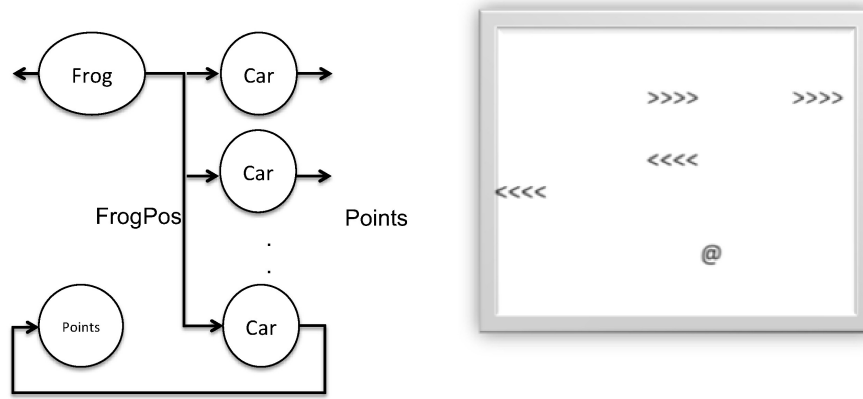 Frog
Car
Car
FrogPos
Points
.
.
Points
Car
>>>> >>>>
<<<<
<<<<
@